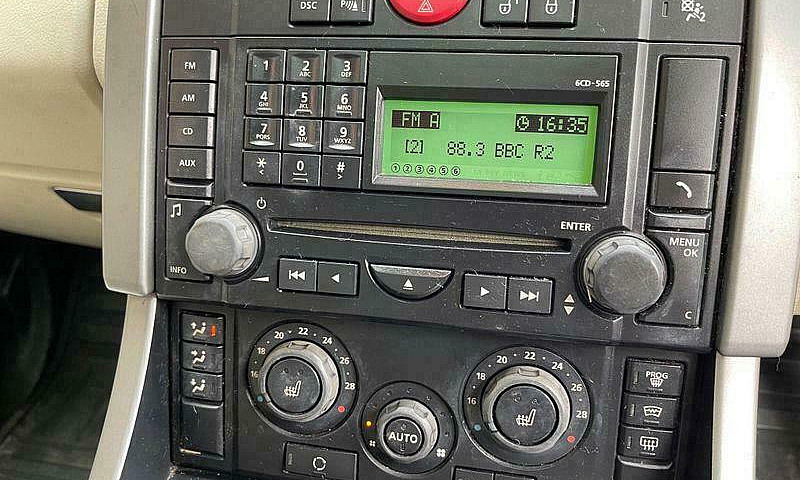 DSC
FM
AM
CD
AUX
INFO
1
2 ABC
3 DEF
4 GHI
5 JKL
6 MNO
7 PQRS
8 TUV
9 WXYZ
*
0
#
6CD-565
FM A 16:35
[2] 88.3 BBC R2
1 2 3 4 5 6
ENTER
MENU
OK
C
16 18 20 22 24 26 28
AUTO
16 18 20 22 24 26 28
PROG